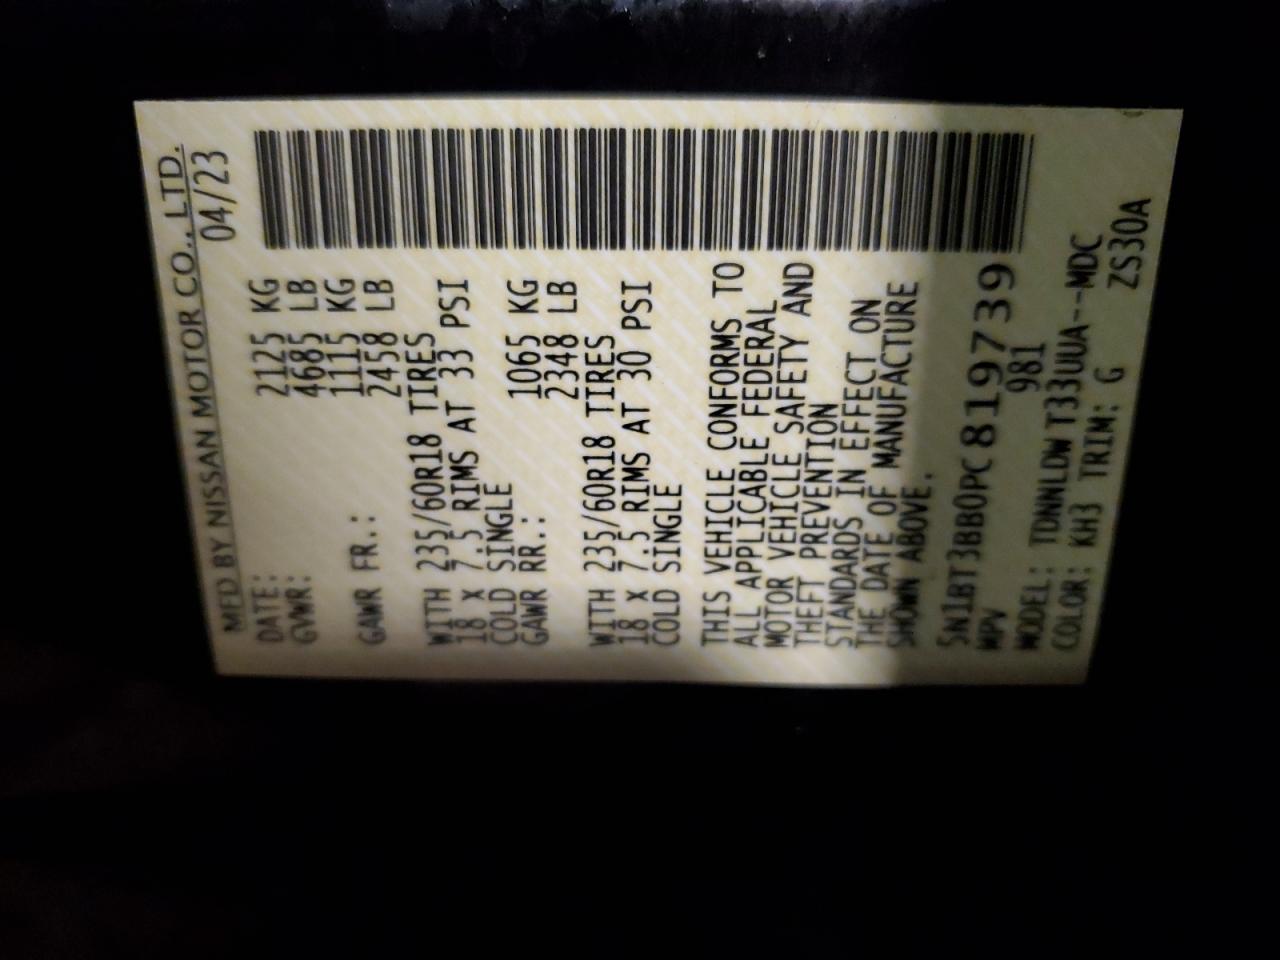 MFD BY NISSAN MOTOR CO., LTD.
DATE: 04/23
GVWR: 2125 KG
4685 LB
GAWR FR.: 1115 KG
2458 LB
WITH 235/60R18 TIRES
18 X 7.5 RIMS AT 33 PSI
COLD SINGLE
GAWR RR.: 1065 KG
2348 LB
WITH 235/60R18 TIRES
18 X 7.5 RIMS AT 30 PSI
COLD SINGLE
THIS VEHICLE CONFORMS TO
ALL APPLICABLE FEDERAL
MOTOR VEHICLE SAFETY AND
THEFT PREVENTION
STANDARDS IN EFFECT ON
THE DATE OF MANUFACTURE
SHOWN ABOVE.
5N1BT3BB0PC819739
MPV 981
MODEL: TDNNLDWT33UUA--MDC
COLOR: KH3 TRIM: G ZS30A